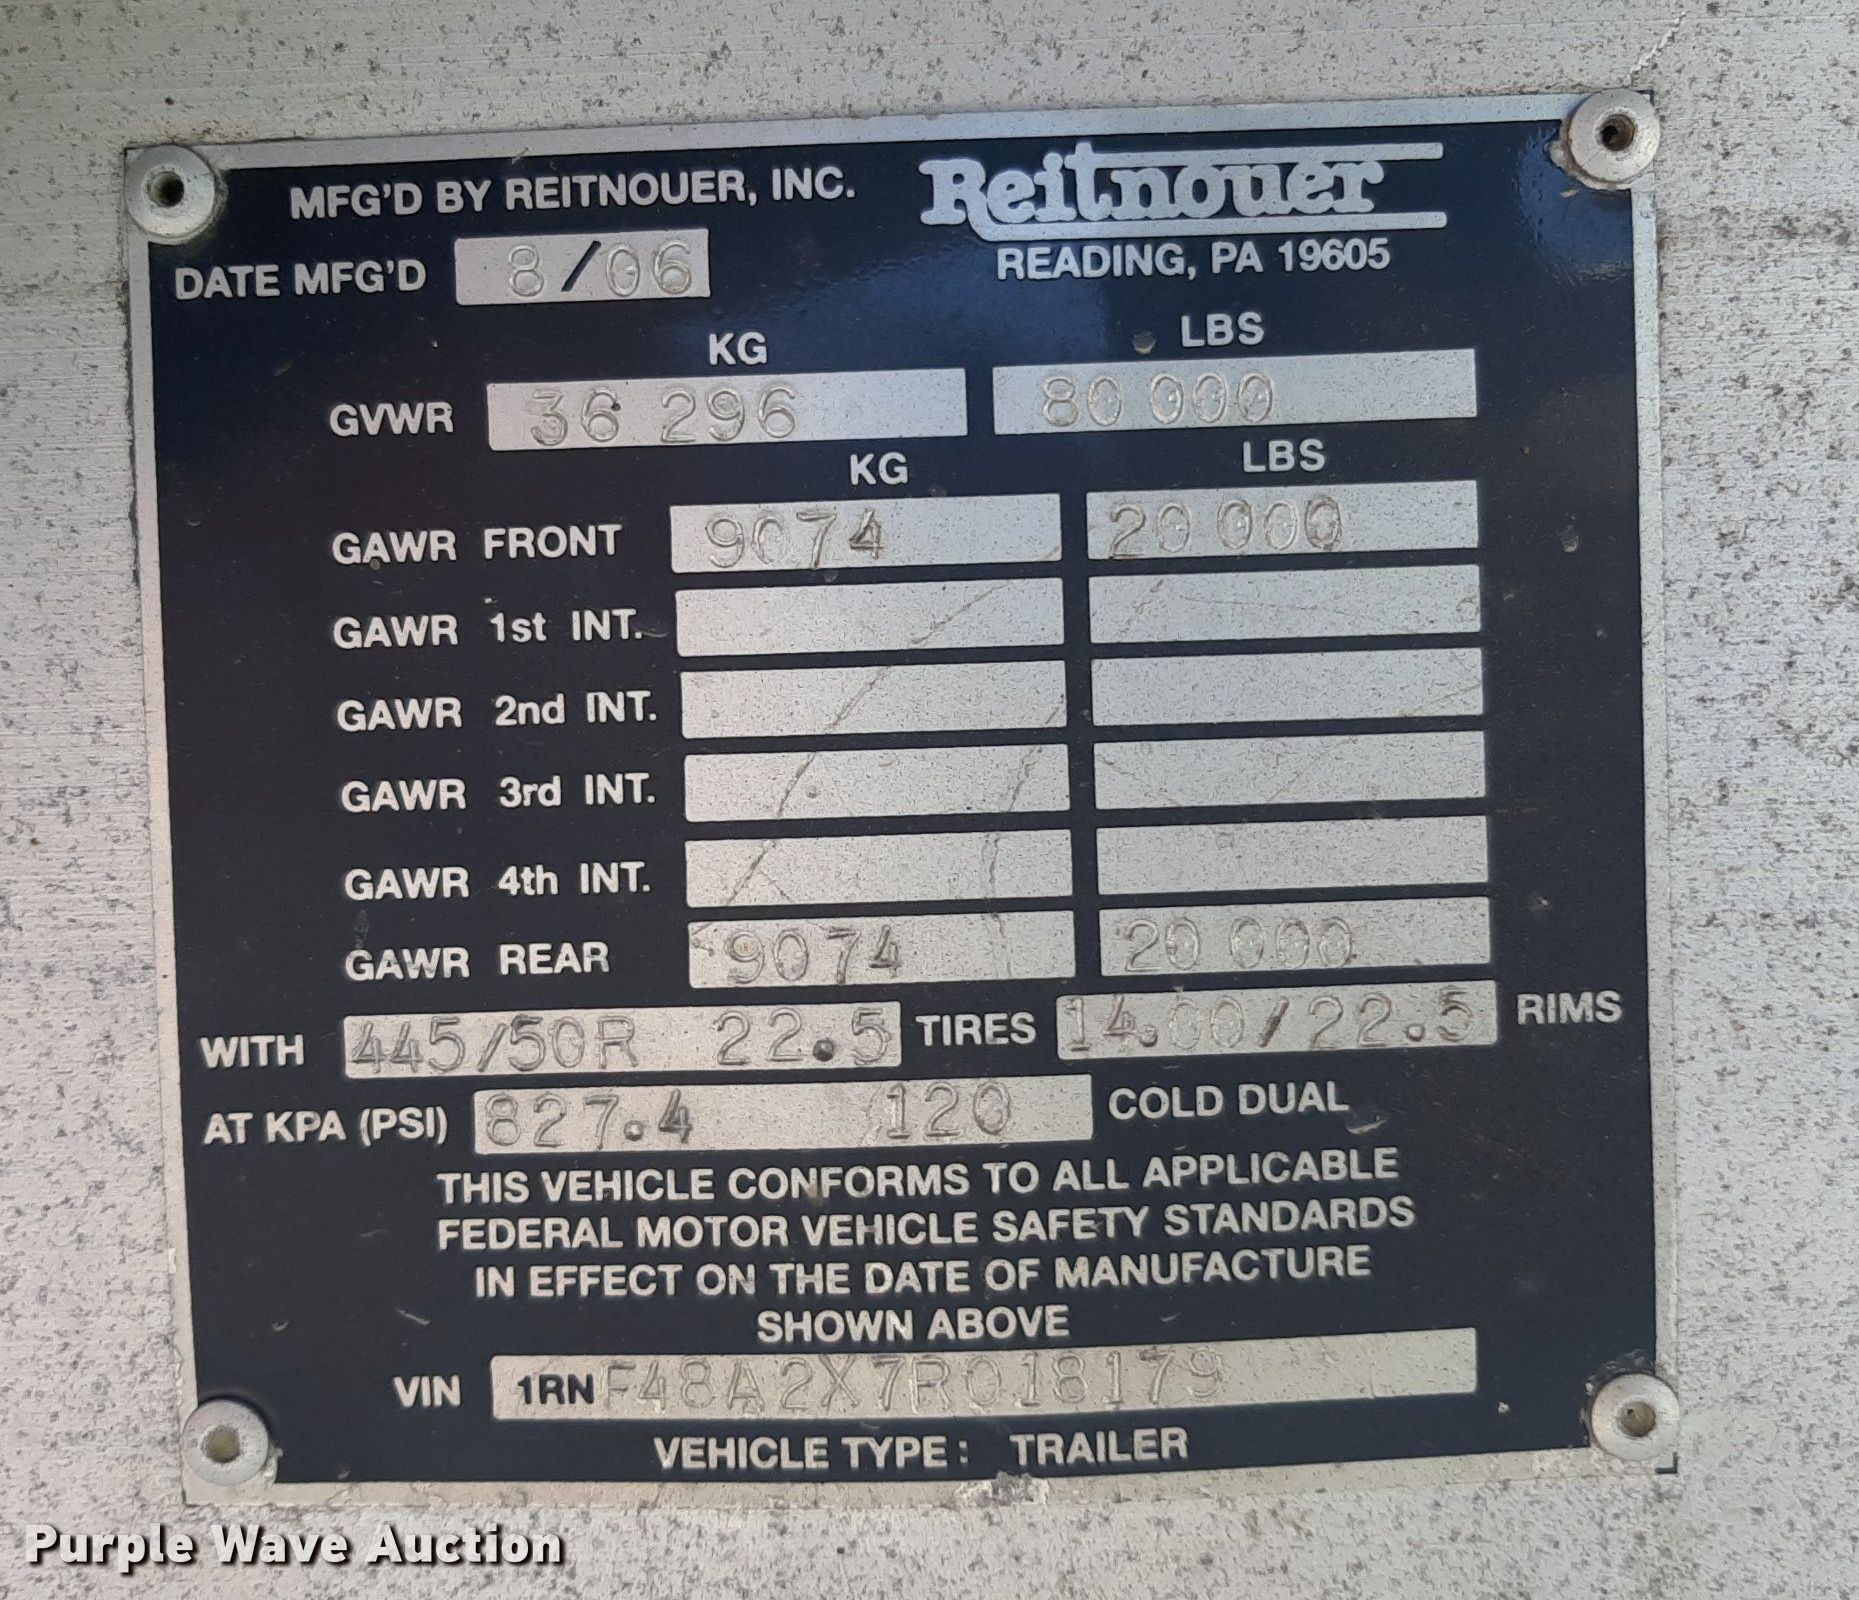 MFG'D BY REITNOUER, INC. Reitnouer
DATE MFG'D 8/06 READING, PA 19605
KG LBS
GVWR 36 296 80 000
KG LBS
GAWR FRONT 9074 20 000
GAWR 1st INT.
GAWR 2nd INT.
GAWR 3rd INT.
GAWR 4th INT.
GAWR REAR 9074 20 000
WITH 445/50R 22.5 TIRES 14.00/22.5 RIMS
AT KPA (PSI) 827.4 120 COLD DUAL
THIS VEHICLE CONFORMS TO ALL APPLICABLE
FEDERAL MOTOR VEHICLE SAFETY STANDARDS
IN EFFECT ON THE DATE OF MANUFACTURE
SHOWN ABOVE
VIN 1RNF48A2X7R018179
VEHICLE TYPE: TRAILER
Purple Wave Auction